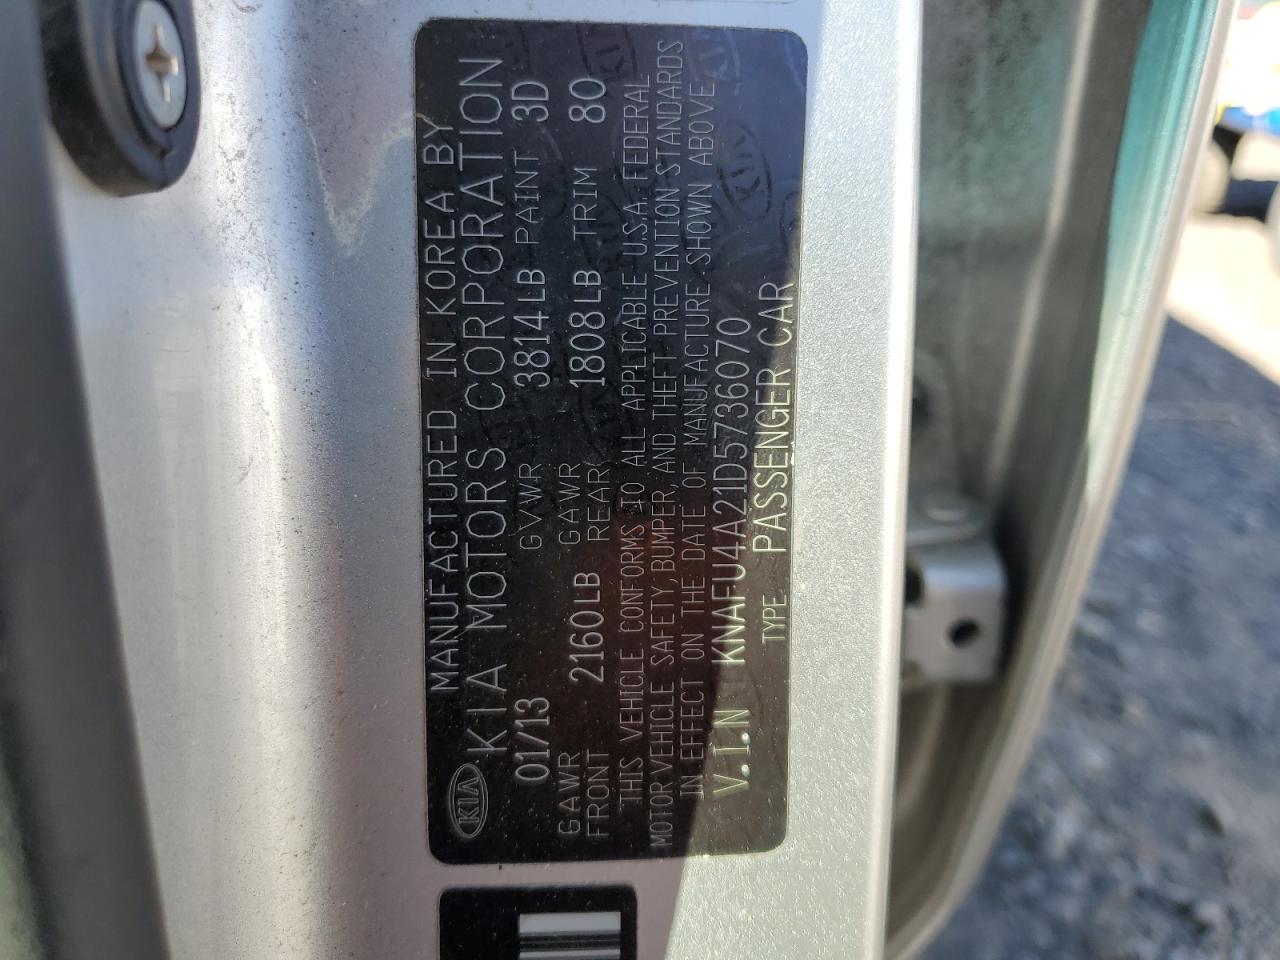 MANUFACTURED IN KOREA BY
KIA KIA MOTORS CORPORATION
01/13 GVWR 3814LB PAINT 3D
GAWR FRONT 2160LB GAWR REAR 1808LB TRIM 80
THIS VEHICLE CONFORMS TO ALL APPLICABLE U.S.A. FEDERAL
MOTOR VEHICLE SAFETY, BUMPER AND THEFT PREVENTION STANDARDS
IN EFFECT ON THE DATE OF MANUFACTURE SHOWN ABOVE.
V.I.N KNAFU4A21D5736070
TYPE PASSENGER CAR